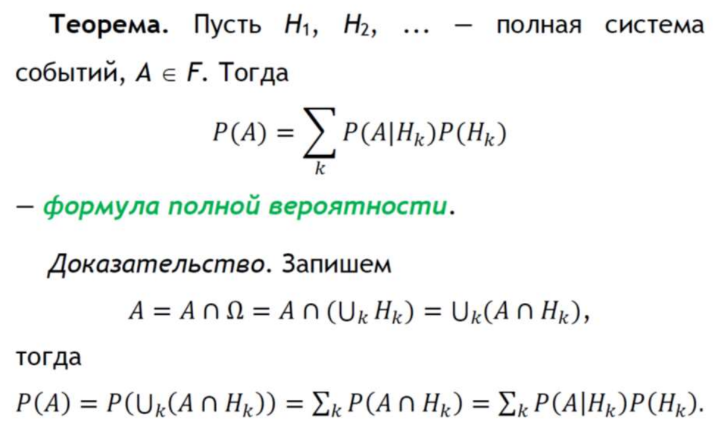 Теорема. Пусть H₁, H₂, … — полная система
событий, A ∈ F. Тогда
P(A) = ∑ₖ P(A|Hₖ)P(Hₖ)
— формула полной вероятности.
Доказательство. Запишем
A = A ∩ Ω = A ∩ (⋃ₖ Hₖ) = ⋃ₖ(A ∩ Hₖ),
тогда
P(A) = P(⋃ₖ(A ∩ Hₖ)) = ∑ₖ P(A ∩ Hₖ) = ∑ₖ P(A|Hₖ)P(Hₖ).